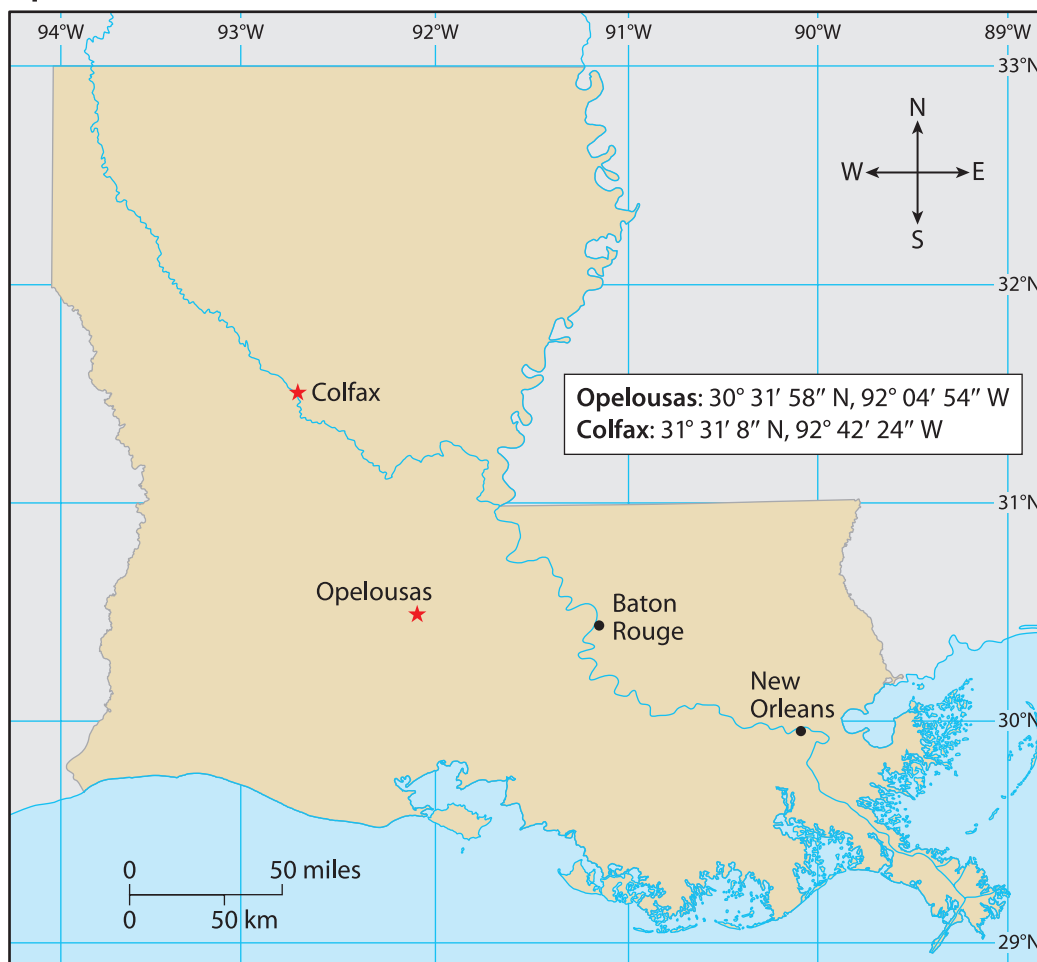 94°W 93°W 92°W 91°W 90°W 89°W
33°N
N
W E
S
32°N
Colfax
Opelousas: 30° 31′ 58″ N, 92° 04′ 54″ W
Colfax: 31° 31′ 8″ N, 92° 42′ 24″ W
31°N
Opelousas
Baton
Rouge
New
Orleans
30°N
0 50 miles
0 50 km
29°N